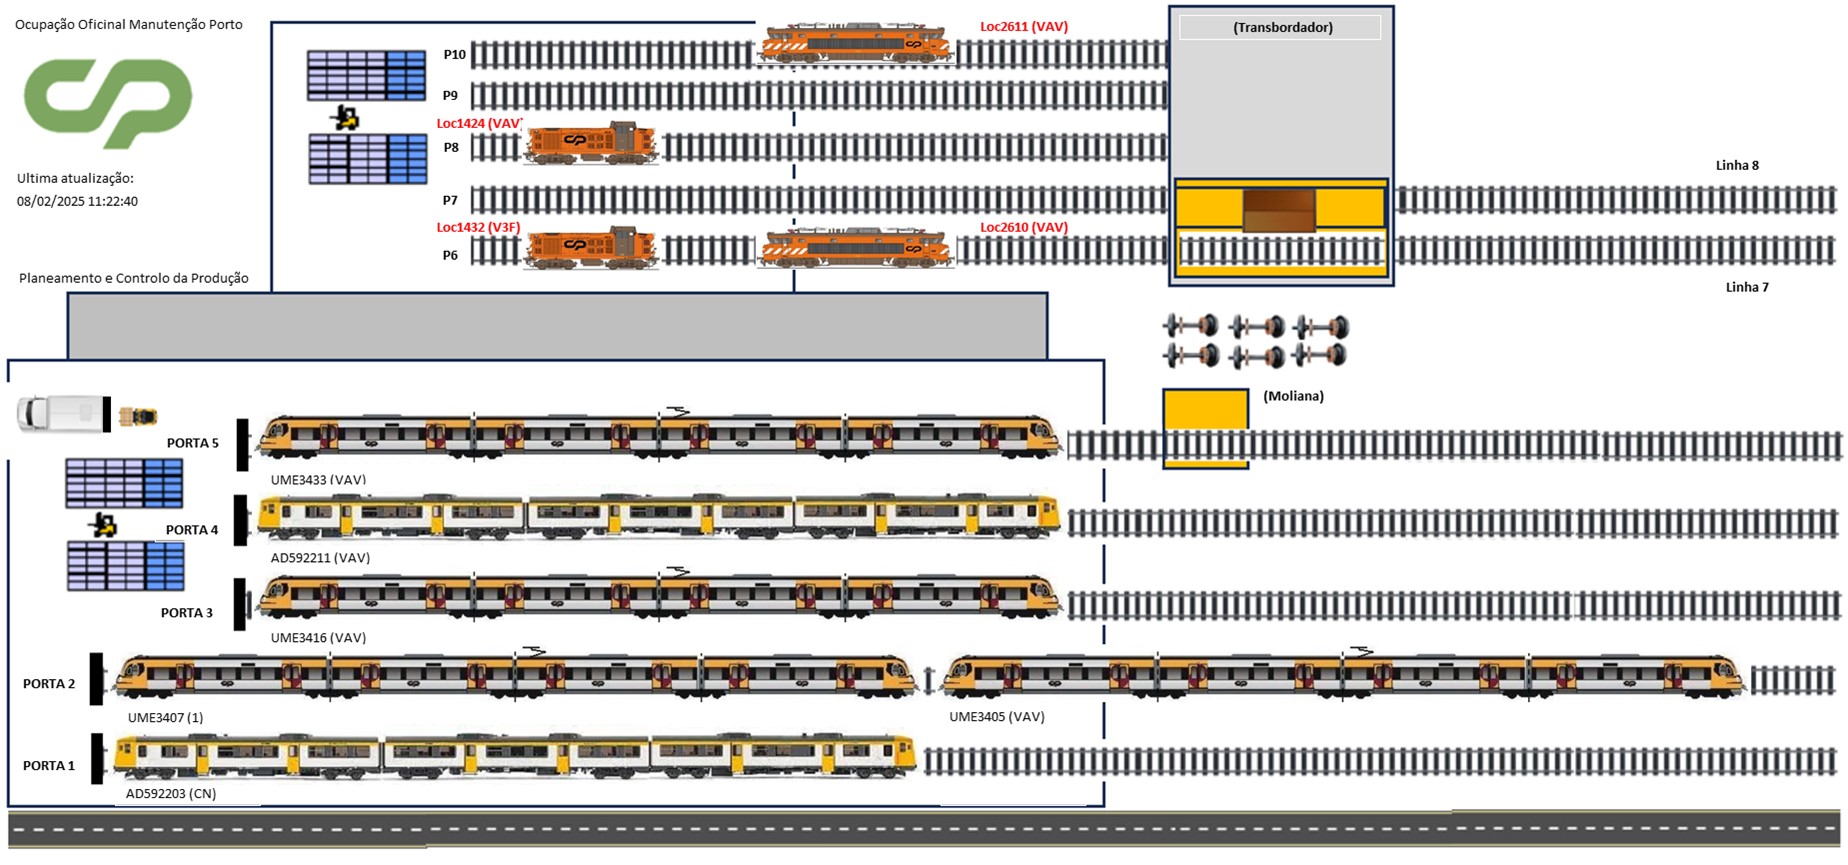 Ocupação Oficinal Manutenção Porto
CP
Ultima atualização:
08/02/2025 11:22:40
Planeamento e Controlo da Produção
P10
Loc2611 (VAV)
(Transbordador)
P9
Loc1424 (VAV)
P8
Linha 8
P7
Loc1432 (V3F)
Loc2610 (VAV)
P6
Linha 7
(Moliana)
PORTA 5
UME3433 (VAV)
PORTA 4
AD592211 (VAV)
PORTA 3
UME3416 (VAV)
PORTA 2
UME3407 (1)
UME3405 (VAV)
PORTA 1
AD592203 (CN)